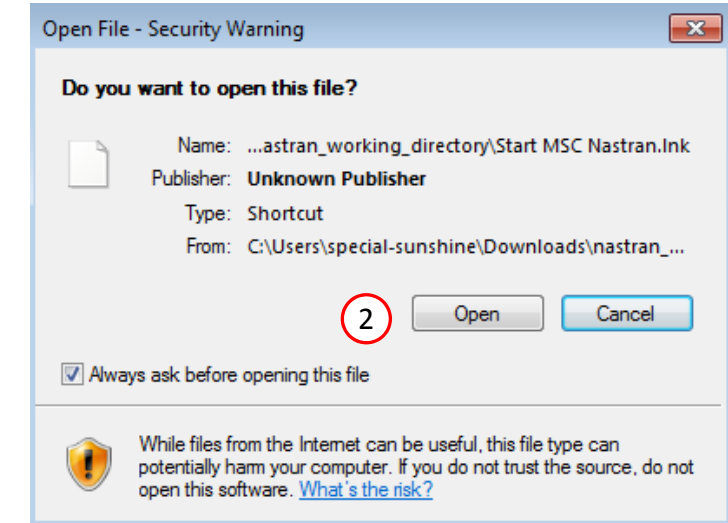 Open File - Security Warning
Do you want to open this file?
Name: ...astran_working_directory\Start MSC Nastran.lnk
Publisher: Unknown Publisher
Type: Shortcut
From: C:\Users\special-sunshine\Downloads\nastran_...
2 Open Cancel
Always ask before opening this file
While files from the Internet can be useful, this file type can
potentially harm your computer. If you do not trust the source, do not
open this software. What's the risk?